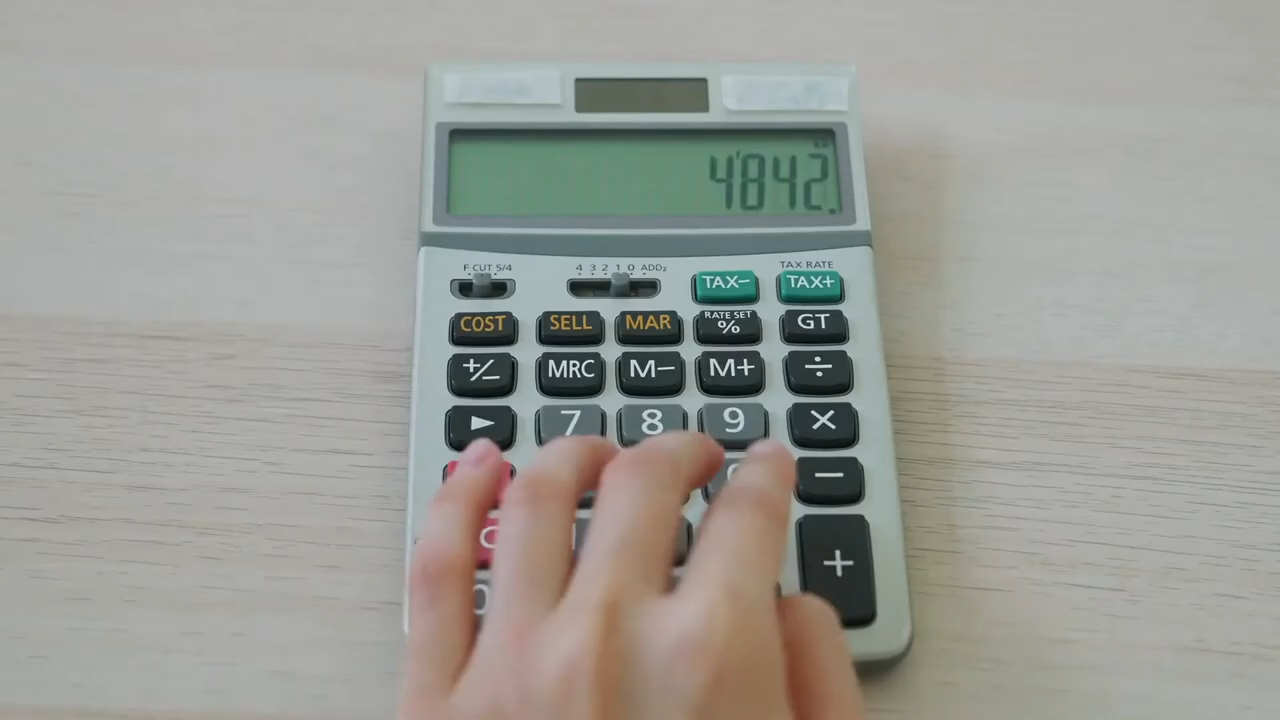 4'842.
F CUT 5/4
4 3 2 1 0 ADD₂
TAX RATE
TAX− TAX+
COST SELL MAR RATE SET % GT
+/− MRC M− M+ ÷
► 7 8 9 ×
−
C +
0